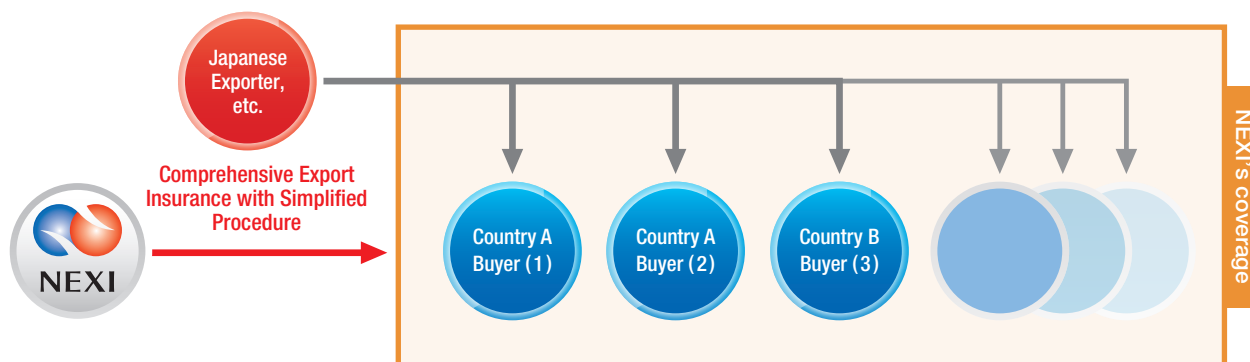 Japanese
Exporter,
etc.
Comprehensive Export
Insurance with Simplified
Procedure
NEXI
Country A
Buyer (1)
Country A
Buyer (2)
Country B
Buyer (3)
NEXI's coverage